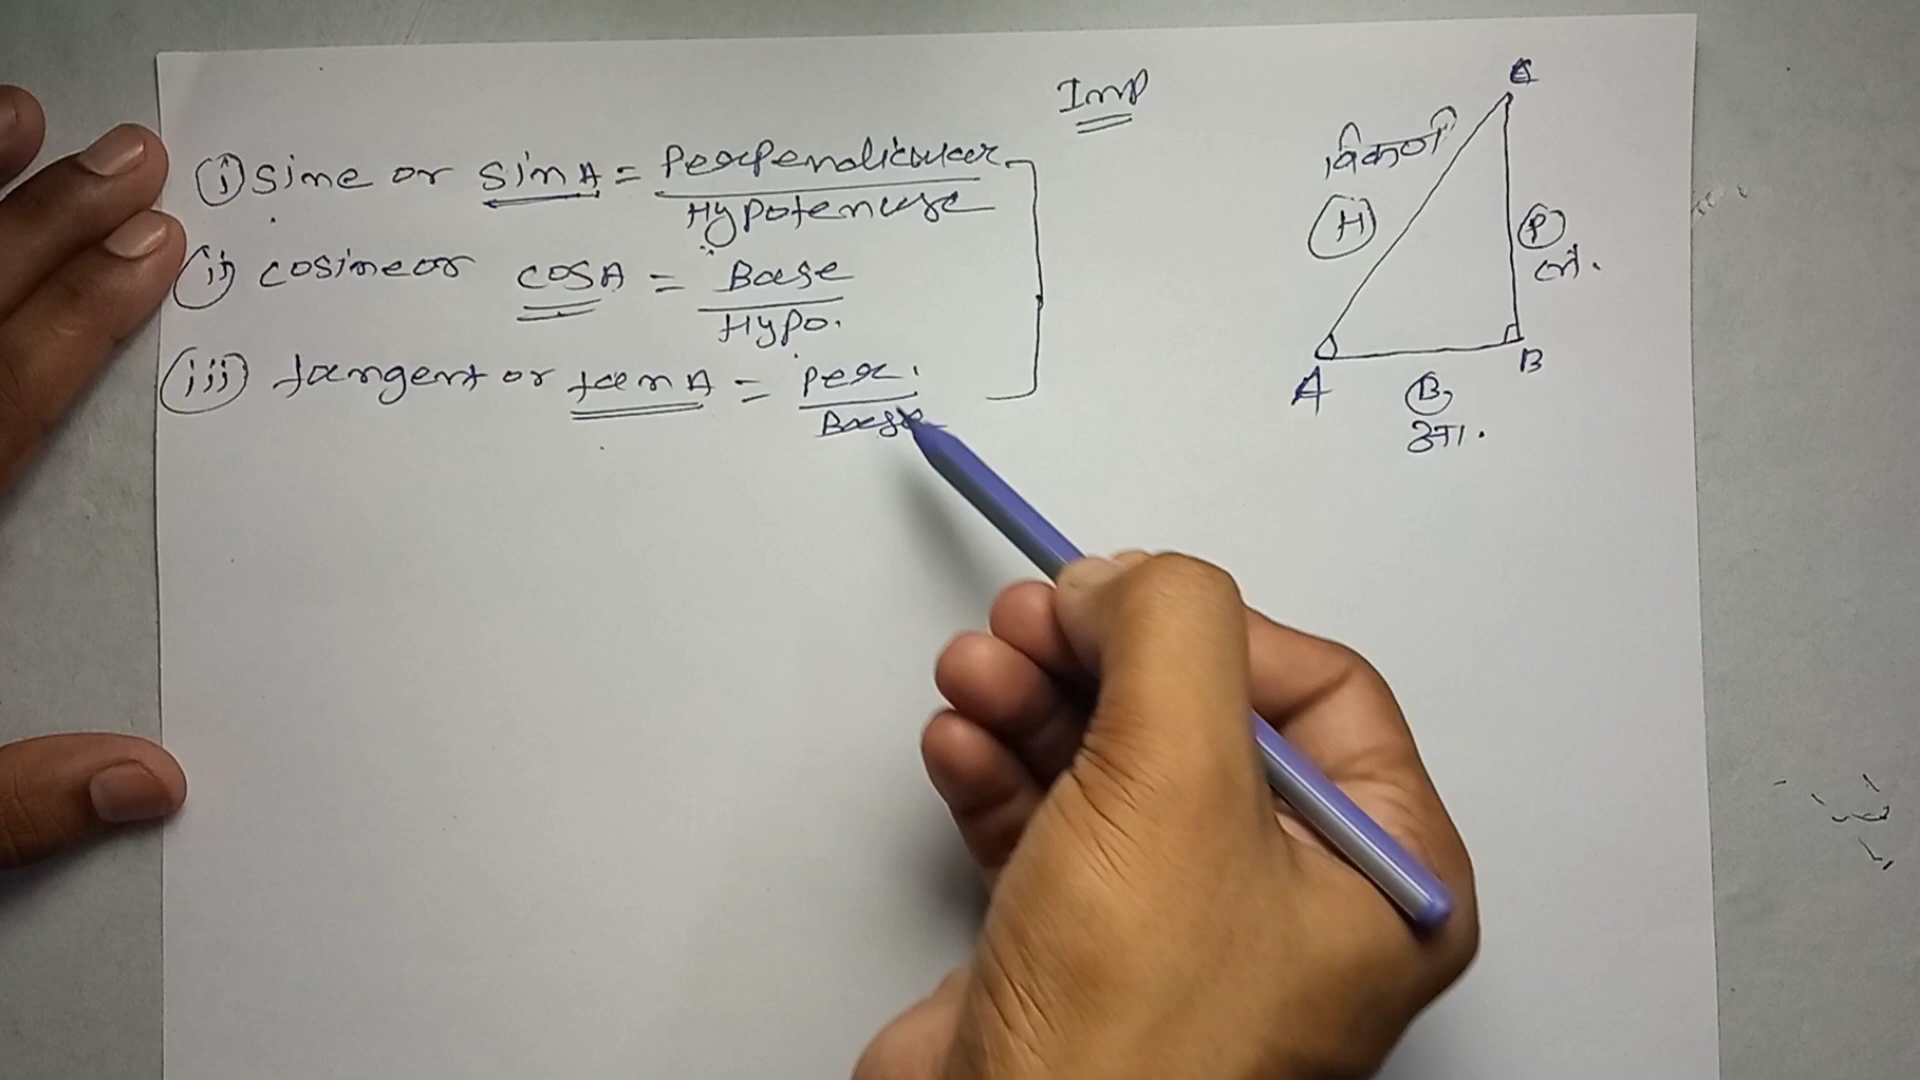 Imp
(i) sine or sin A = Perpendicular / Hypotenuse
(ii) cosine or cos A = Base / Hypo.
(iii) tangent or tan A = Per. / Base
C
विकर्ण
H
P
लं.
A
B
B
आ.